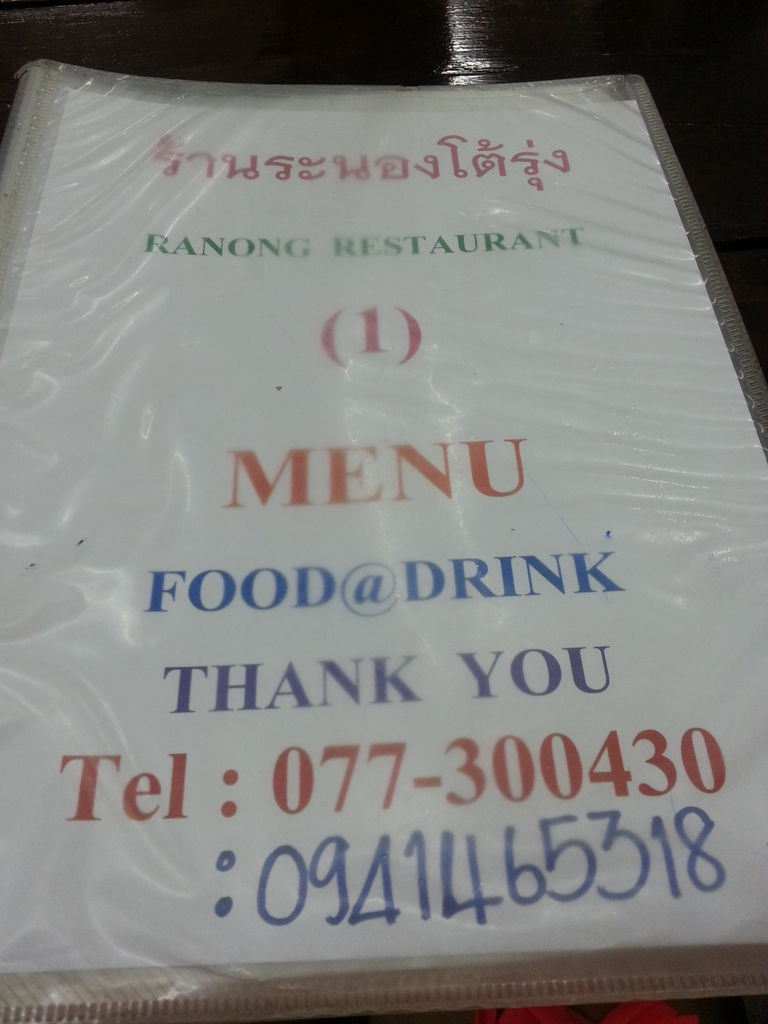 ร้านระนองโต้รุ่ง
RANONG RESTAURANT
(1)
MENU
FOOD@DRINK
THANK YOU
Tel : 077-300430
: 0941465318